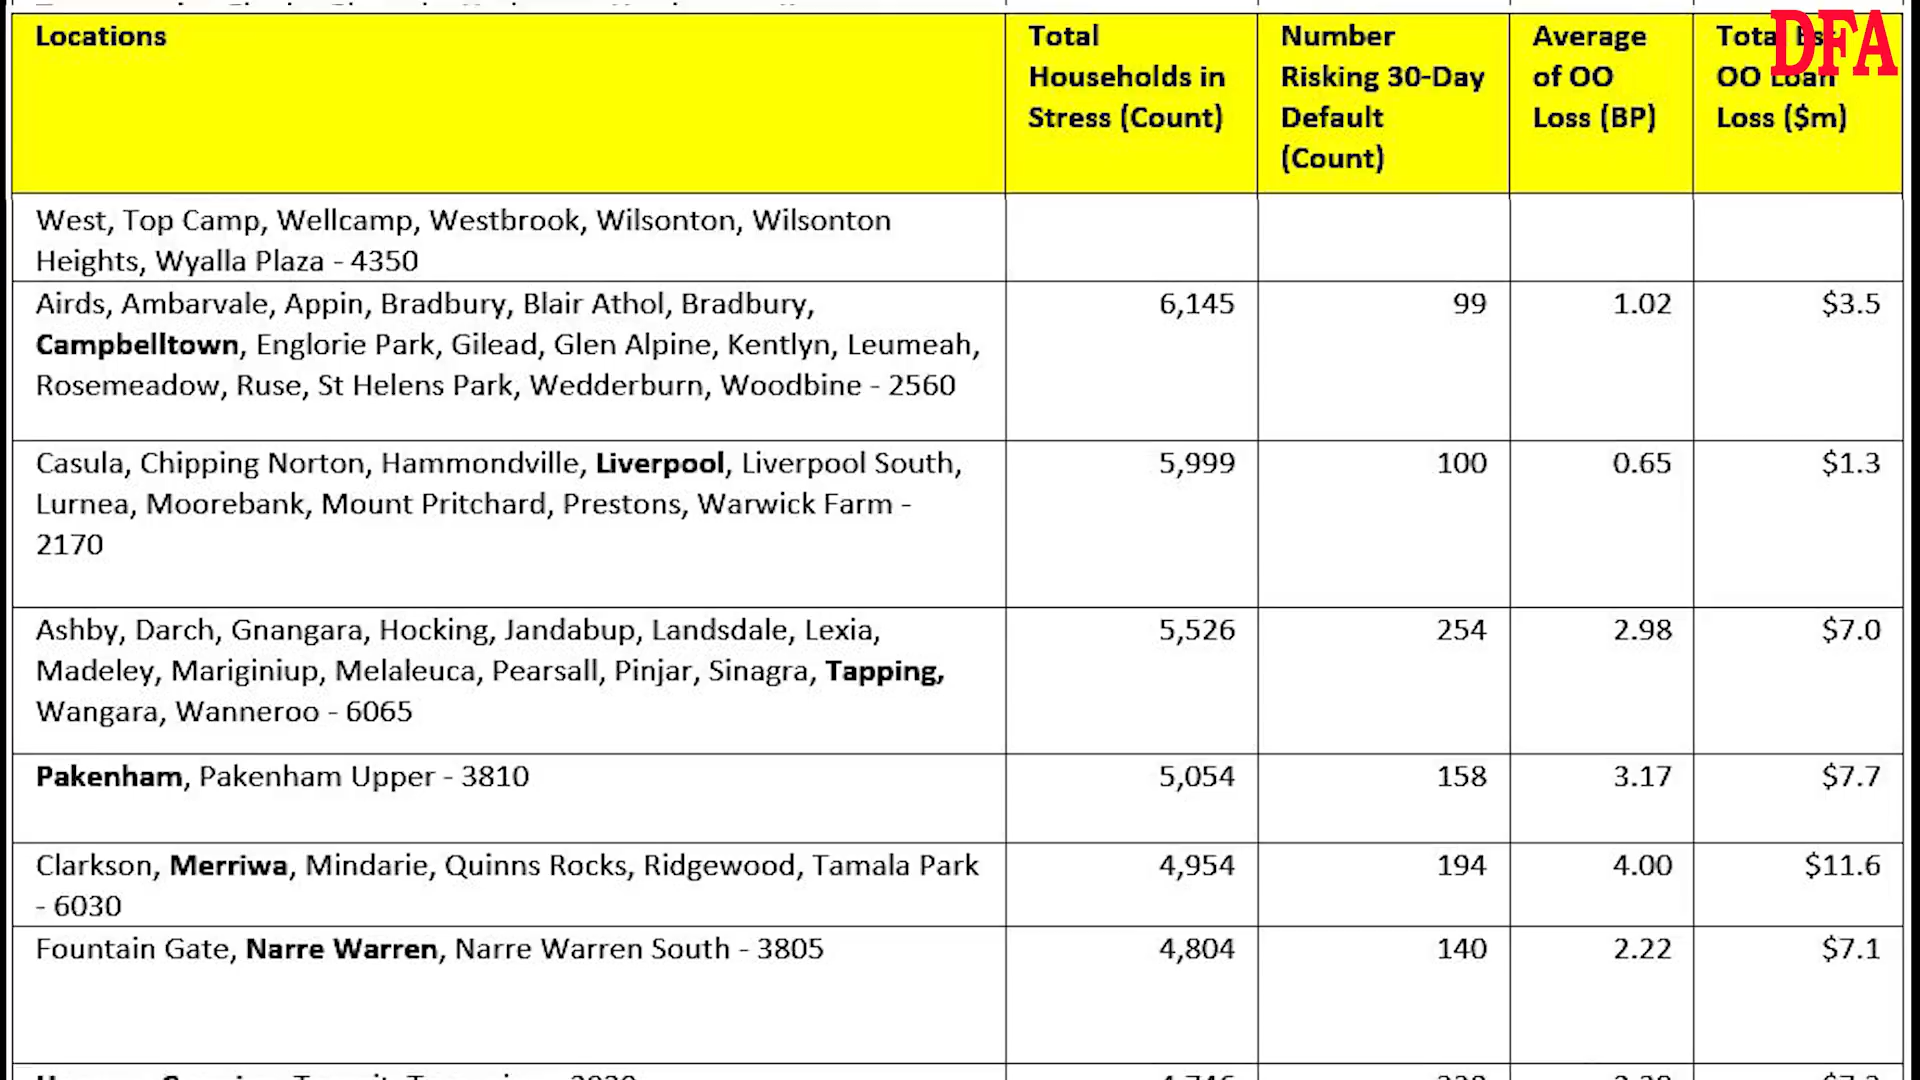 Locations
Total
Households in
Stress (Count)
Number
Risking 30-Day
Default
(Count)
Average
of OO
Loss (BP)
Total Est
OO Loan
Loss ($m)
DFA
West, Top Camp, Wellcamp, Westbrook, Wilsonton, Wilsonton
Heights, Wyalla Plaza - 4350
Airds, Ambarvale, Appin, Bradbury, Blair Athol, Bradbury,
Campbelltown, Englorie Park, Gilead, Glen Alpine, Kentlyn, Leumeah,
Rosemeadow, Ruse, St Helens Park, Wedderburn, Woodbine - 2560
6,145
99
1.02
$3.5
Casula, Chipping Norton, Hammondville, Liverpool, Liverpool South,
Lurnea, Moorebank, Mount Pritchard, Prestons, Warwick Farm -
2170
5,999
100
0.65
$1.3
Ashby, Darch, Gnangara, Hocking, Jandabup, Landsdale, Lexia,
Madeley, Mariginiup, Melaleuca, Pearsall, Pinjar, Sinagra, Tapping,
Wangara, Wanneroo - 6065
5,526
254
2.98
$7.0
Pakenham, Pakenham Upper - 3810
5,054
158
3.17
$7.7
Clarkson, Merriwa, Mindarie, Quinns Rocks, Ridgewood, Tamala Park
- 6030
4,954
194
4.00
$11.6
Fountain Gate, Narre Warren, Narre Warren South - 3805
4,804
140
2.22
$7.1